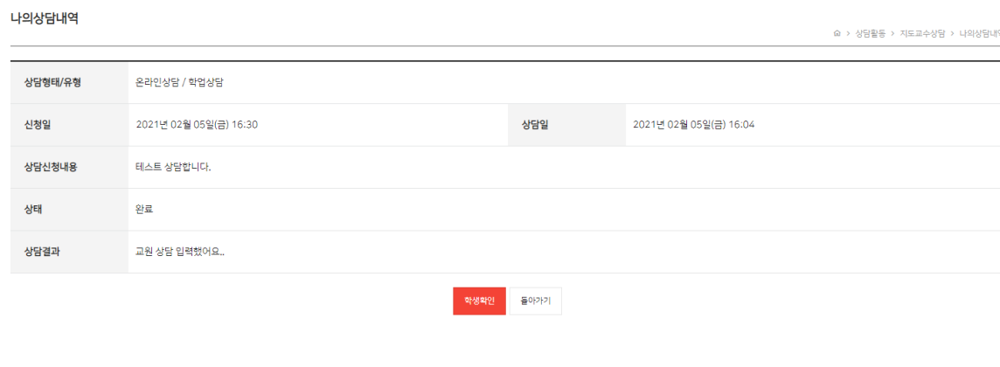 나의상담내역
> 상담활동 > 지도교수상담 > 나의상담내역
상담형태/유형 온라인상담 / 학업상담
신청일 2021년 02월 05일(금) 16:30 상담일 2021년 02월 05일(금) 16:04
상담신청내용 테스트 상담합니다.
상태 완료
상담결과 교원 상담 입력했어요..
학생확인 돌아가기